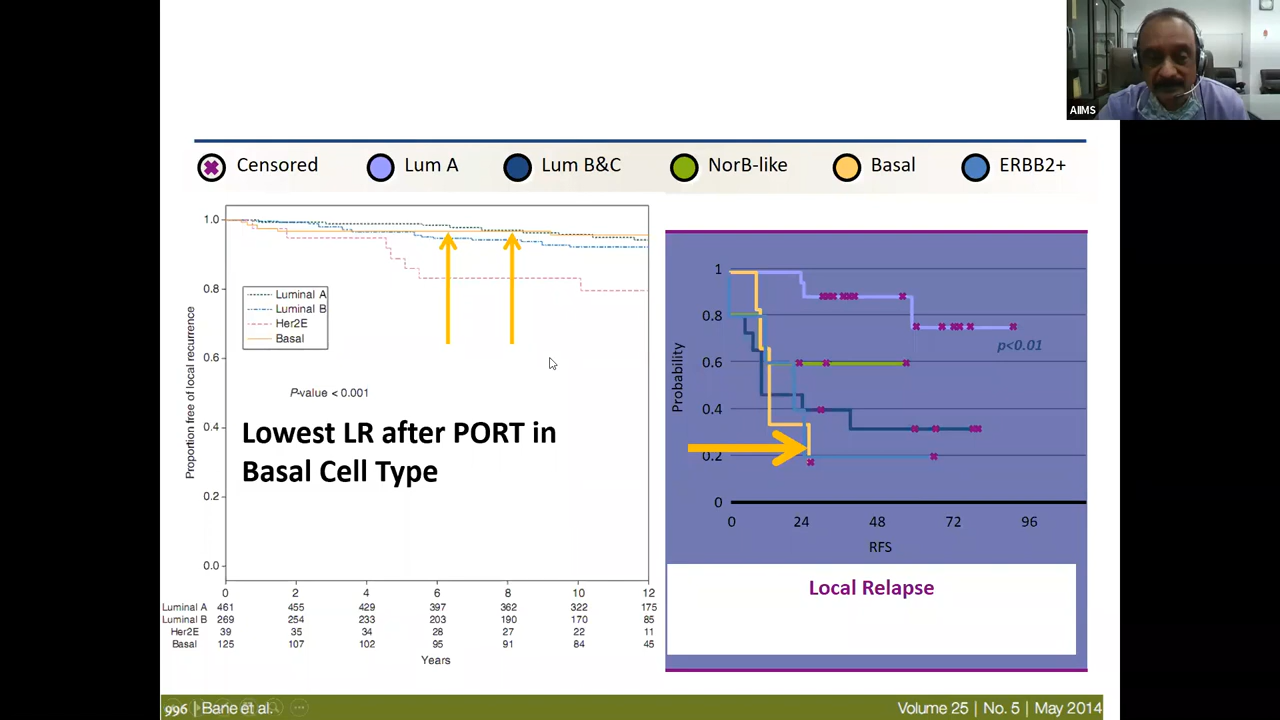 AIIMS
Censored Lum A Lum B&C NorB-like Basal ERBB2+
1.0
0.8
0.6
0.4
0.2
0.0
Proportion free of local recurrence
Luminal A
Luminal B
Her2E
Basal
P-value < 0.001
Lowest LR after PORT in
Basal Cell Type
0 2 4 6 8 10 12
Luminal A 461 455 429 397 362 322 175
Luminal B 269 254 233 203 190 170 85
Her2E 39 35 34 28 27 22 11
Basal 125 107 102 95 91 84 45
Years
1
0.8
0.6
0.4
0.2
0
Probability
p<0.01
0 24 48 72 96
RFS
Local Relapse
996 | Bane et al. Volume 25 | No. 5 | May 2014